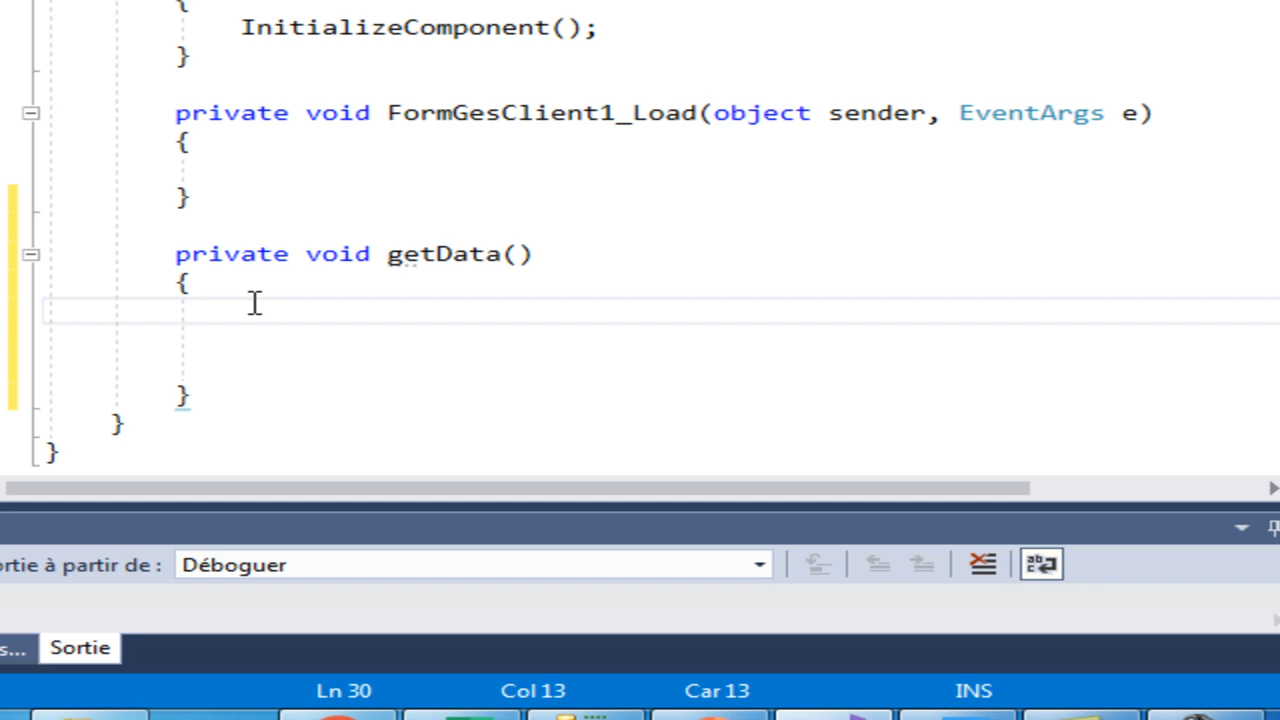 {
InitializeComponent();
}
private void FormGesClient1_Load(object sender, EventArgs e)
{
}
private void getData()
{
}
}
}
ortie à partir de : Déboguer
s... Sortie
Ln 30 Col 13 Car 13 INS